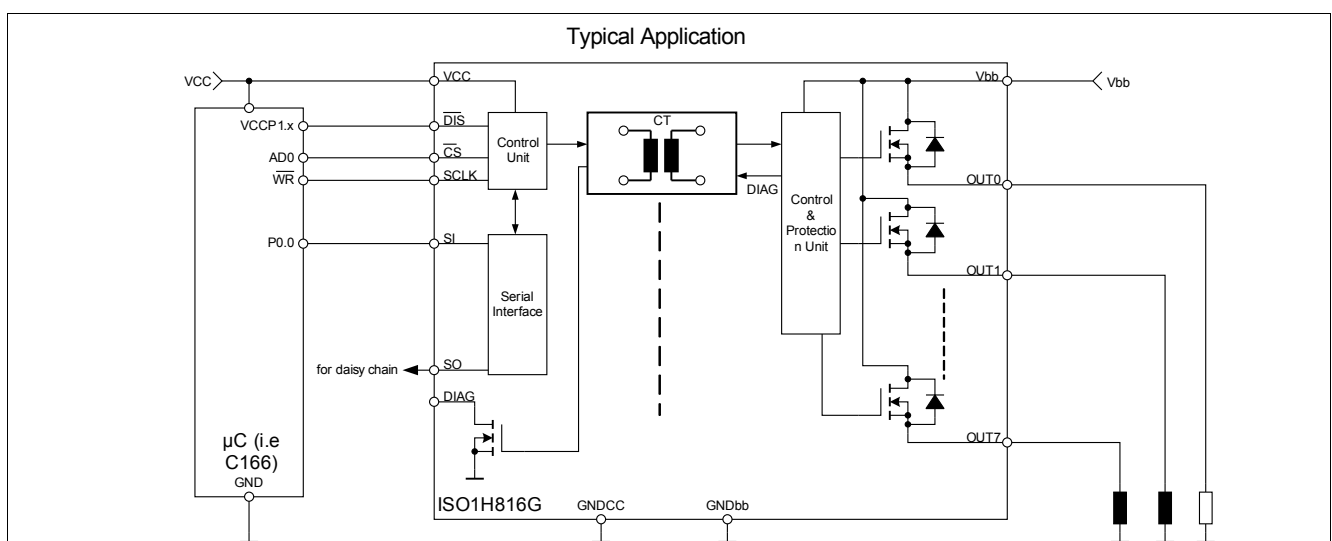 Typical Application
VCC
VCC
Vbb
Vbb
VCCP1.x
DIS
Control
Unit
CT
AD0
CS
WR
SCLK
DIAG
OUT0
Control
&
Protectio
n Unit
P0.0
SI
OUT1
Serial
Interface
for daisy chain
SO
DIAG
OUT7
µC (i.e
C166)
GND
ISO1H816G
GNDCC
GNDbb